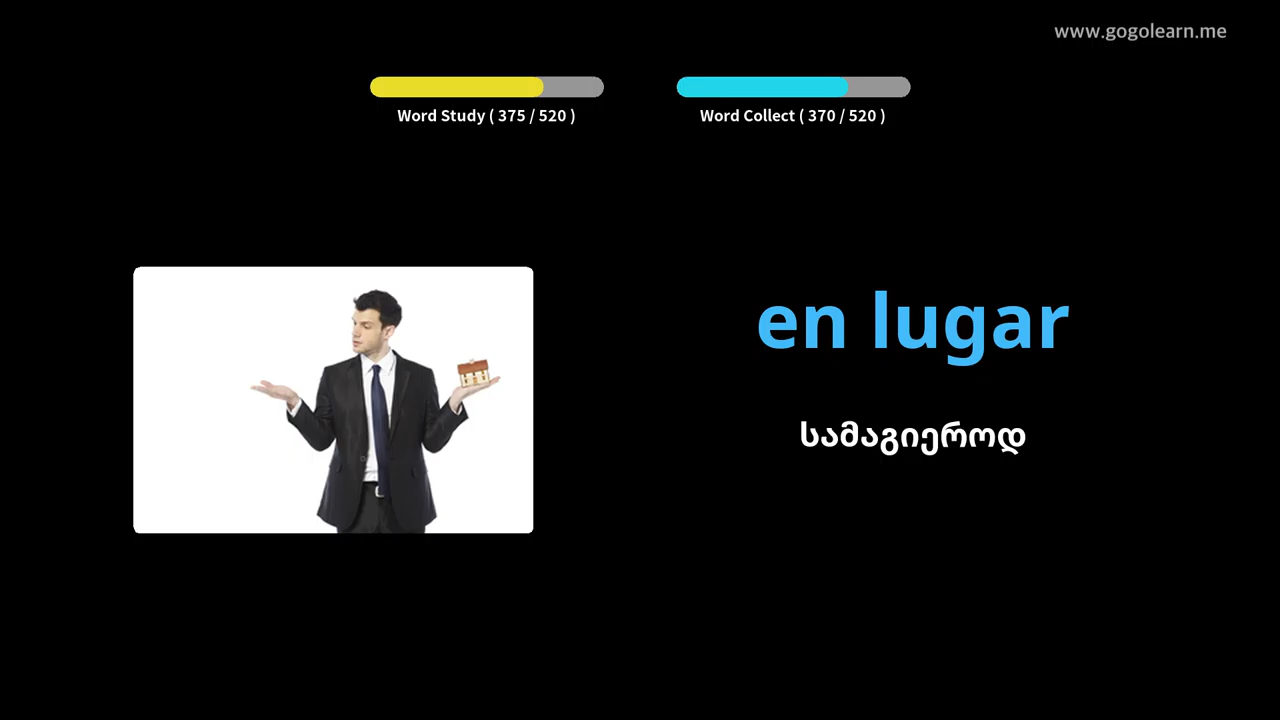 www.gogolearn.me
Word Study ( 375 / 520 )
Word Collect ( 370 / 520 )
en lugar
სამაგიეროდ